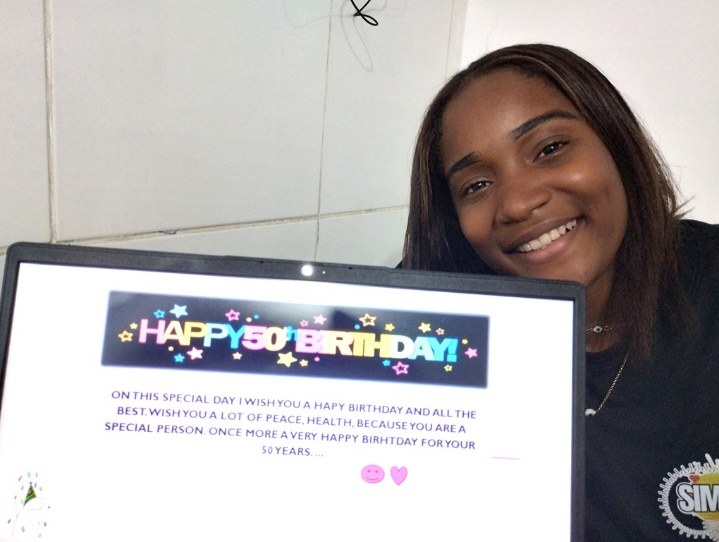 HAPPY 50th BIRTHDAY!
ON THIS SPECIAL DAY I WISH YOU A HAPY BIRTHDAY AND ALL THE
BEST. WISH YOU A LOT OF PEACE, HEALTH, BECAUSE YOU ARE A
SPECIAL PERSON. ONCE MORE A VERY HAPPY BIRHTDAY FOR YOUR
50 YEARS. ...
SIM